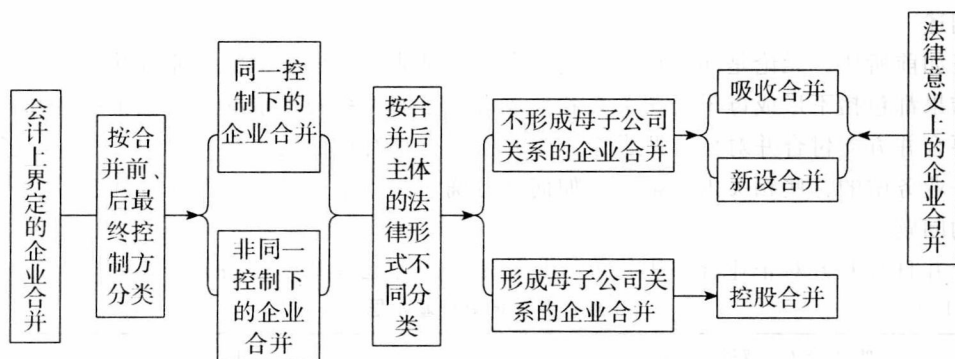 会计上界定的企业合并
按合
并前、
后最
终控
制方
分类
同一控
制下的
企业合并
非同一
控制下
的企业
合并
按合
并后
主体
的法
律形
式不
同分
类
不形成母子公司
关系的企业合并
形成母子公司关
系的企业合并
吸收合并
新设合并
控股合并
法律意义上的企业合并